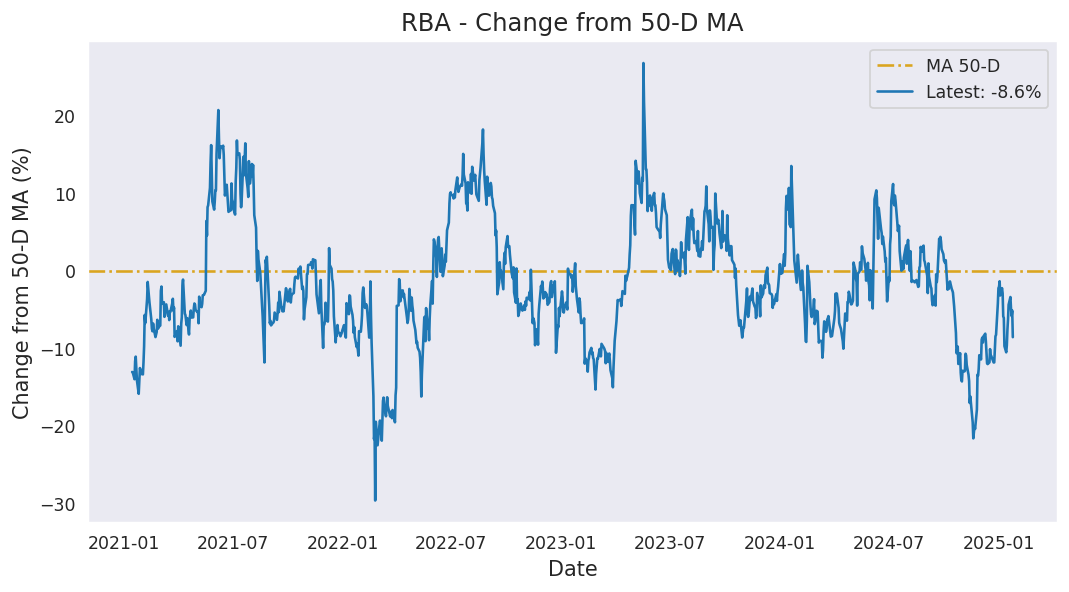 RBA - Change from 50-D MA
MA 50-D
Latest: -8.6%
Change from 50-D MA (%)
20
10
0
−10
−20
−30
2021-01 2021-07 2022-01 2022-07 2023-01 2023-07 2024-01 2024-07 2025-01
Date